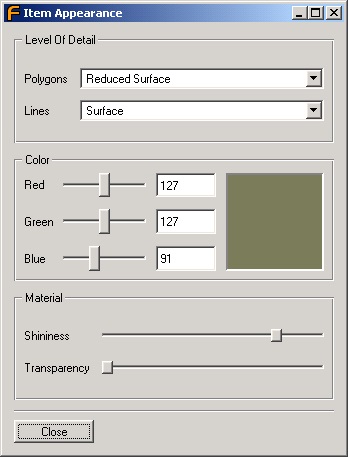 Item Appearance
Level Of Detail
Polygons Reduced Surface
Lines Surface
Color
Red 127
Green 127
Blue 91
Material
Shininess
Transparency
Close